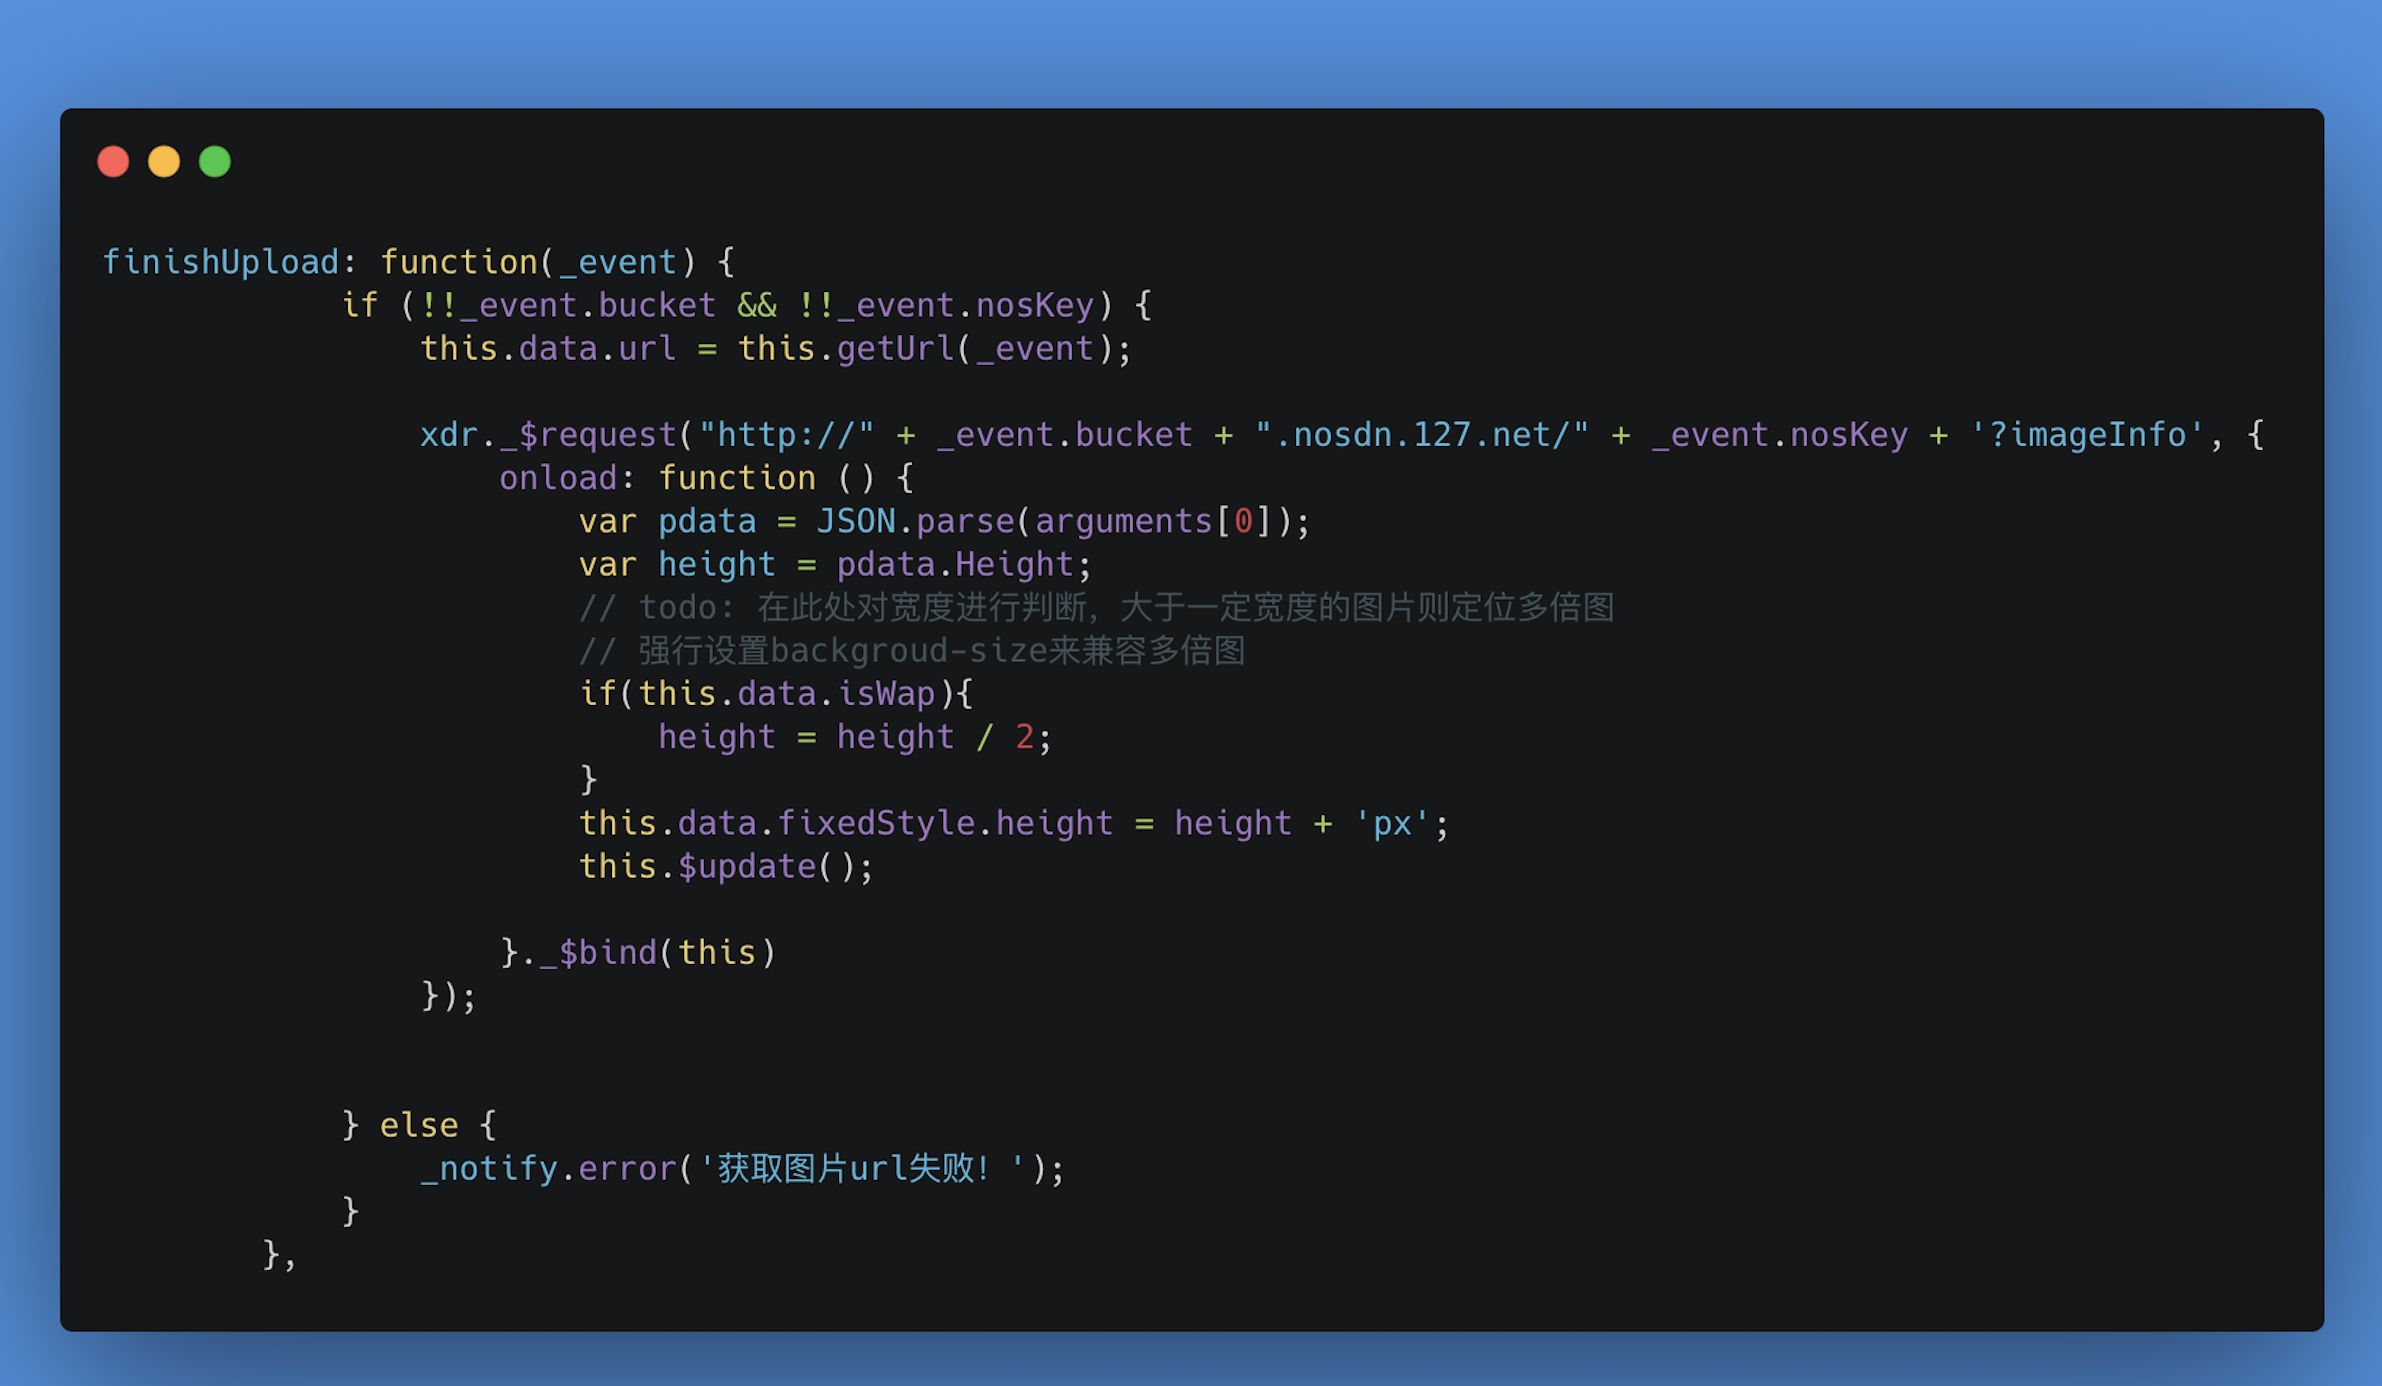 finishUpload: function(_event) {
if (!!_event.bucket && !!_event.nosKey) {
this.data.url = this.getUrl(_event);
xdr._$request("http://" + _event.bucket + ".nosdn.127.net/" + _event.nosKey + '?imageInfo', {
onload: function () {
var pdata = JSON.parse(arguments[0]);
var height = pdata.Height;
// todo: 在此处对宽度进行判断，大于一定宽度的图片则定位多倍图
// 强行设置backgroud-size来兼容多倍图
if(this.data.isWap){
height = height / 2;
}
this.data.fixedStyle.height = height + 'px';
this.$update();
}._$bind(this)
});
} else {
_notify.error('获取图片url失败！');
}
},